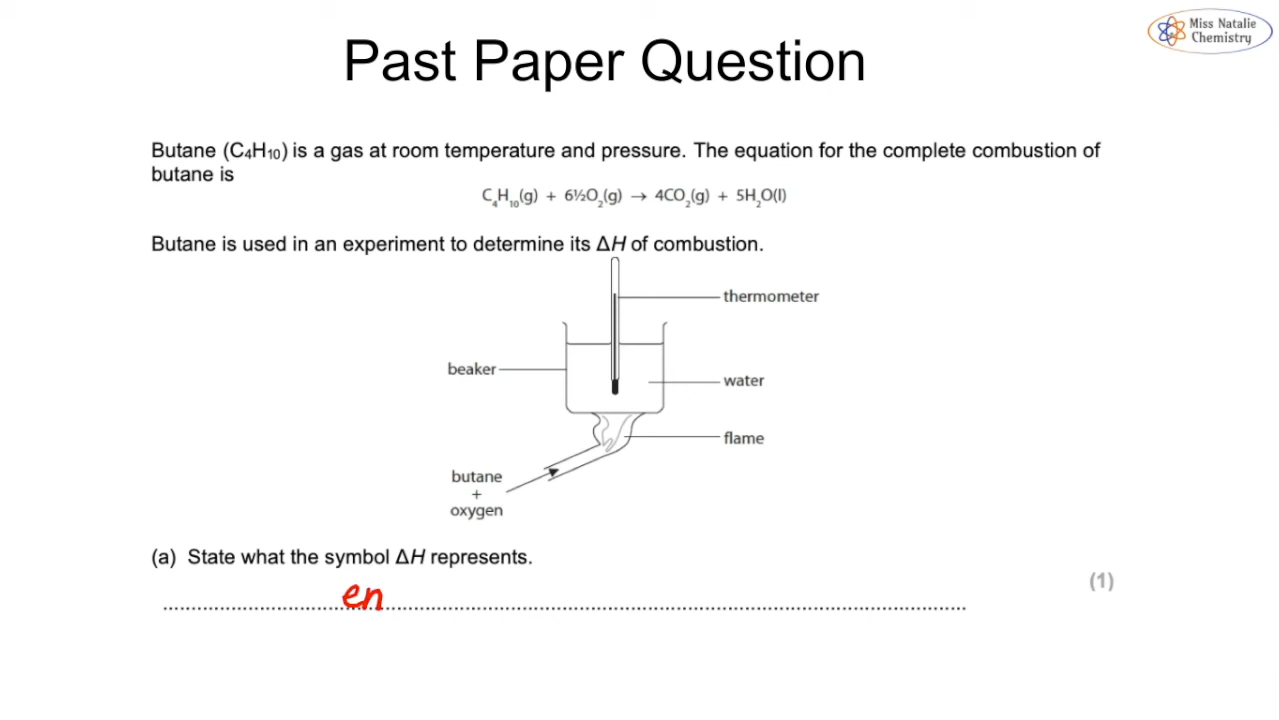 Miss Natalie
Chemistry
Past Paper Question
Butane (C₄H₁₀) is a gas at room temperature and pressure. The equation for the complete combustion of
butane is
C₄H₁₀(g) + 6½O₂(g) → 4CO₂(g) + 5H₂O(l)
Butane is used in an experiment to determine its ΔH of combustion.
thermometer
beaker
water
flame
butane
+
oxygen
(a) State what the symbol ΔH represents.
(1)
en